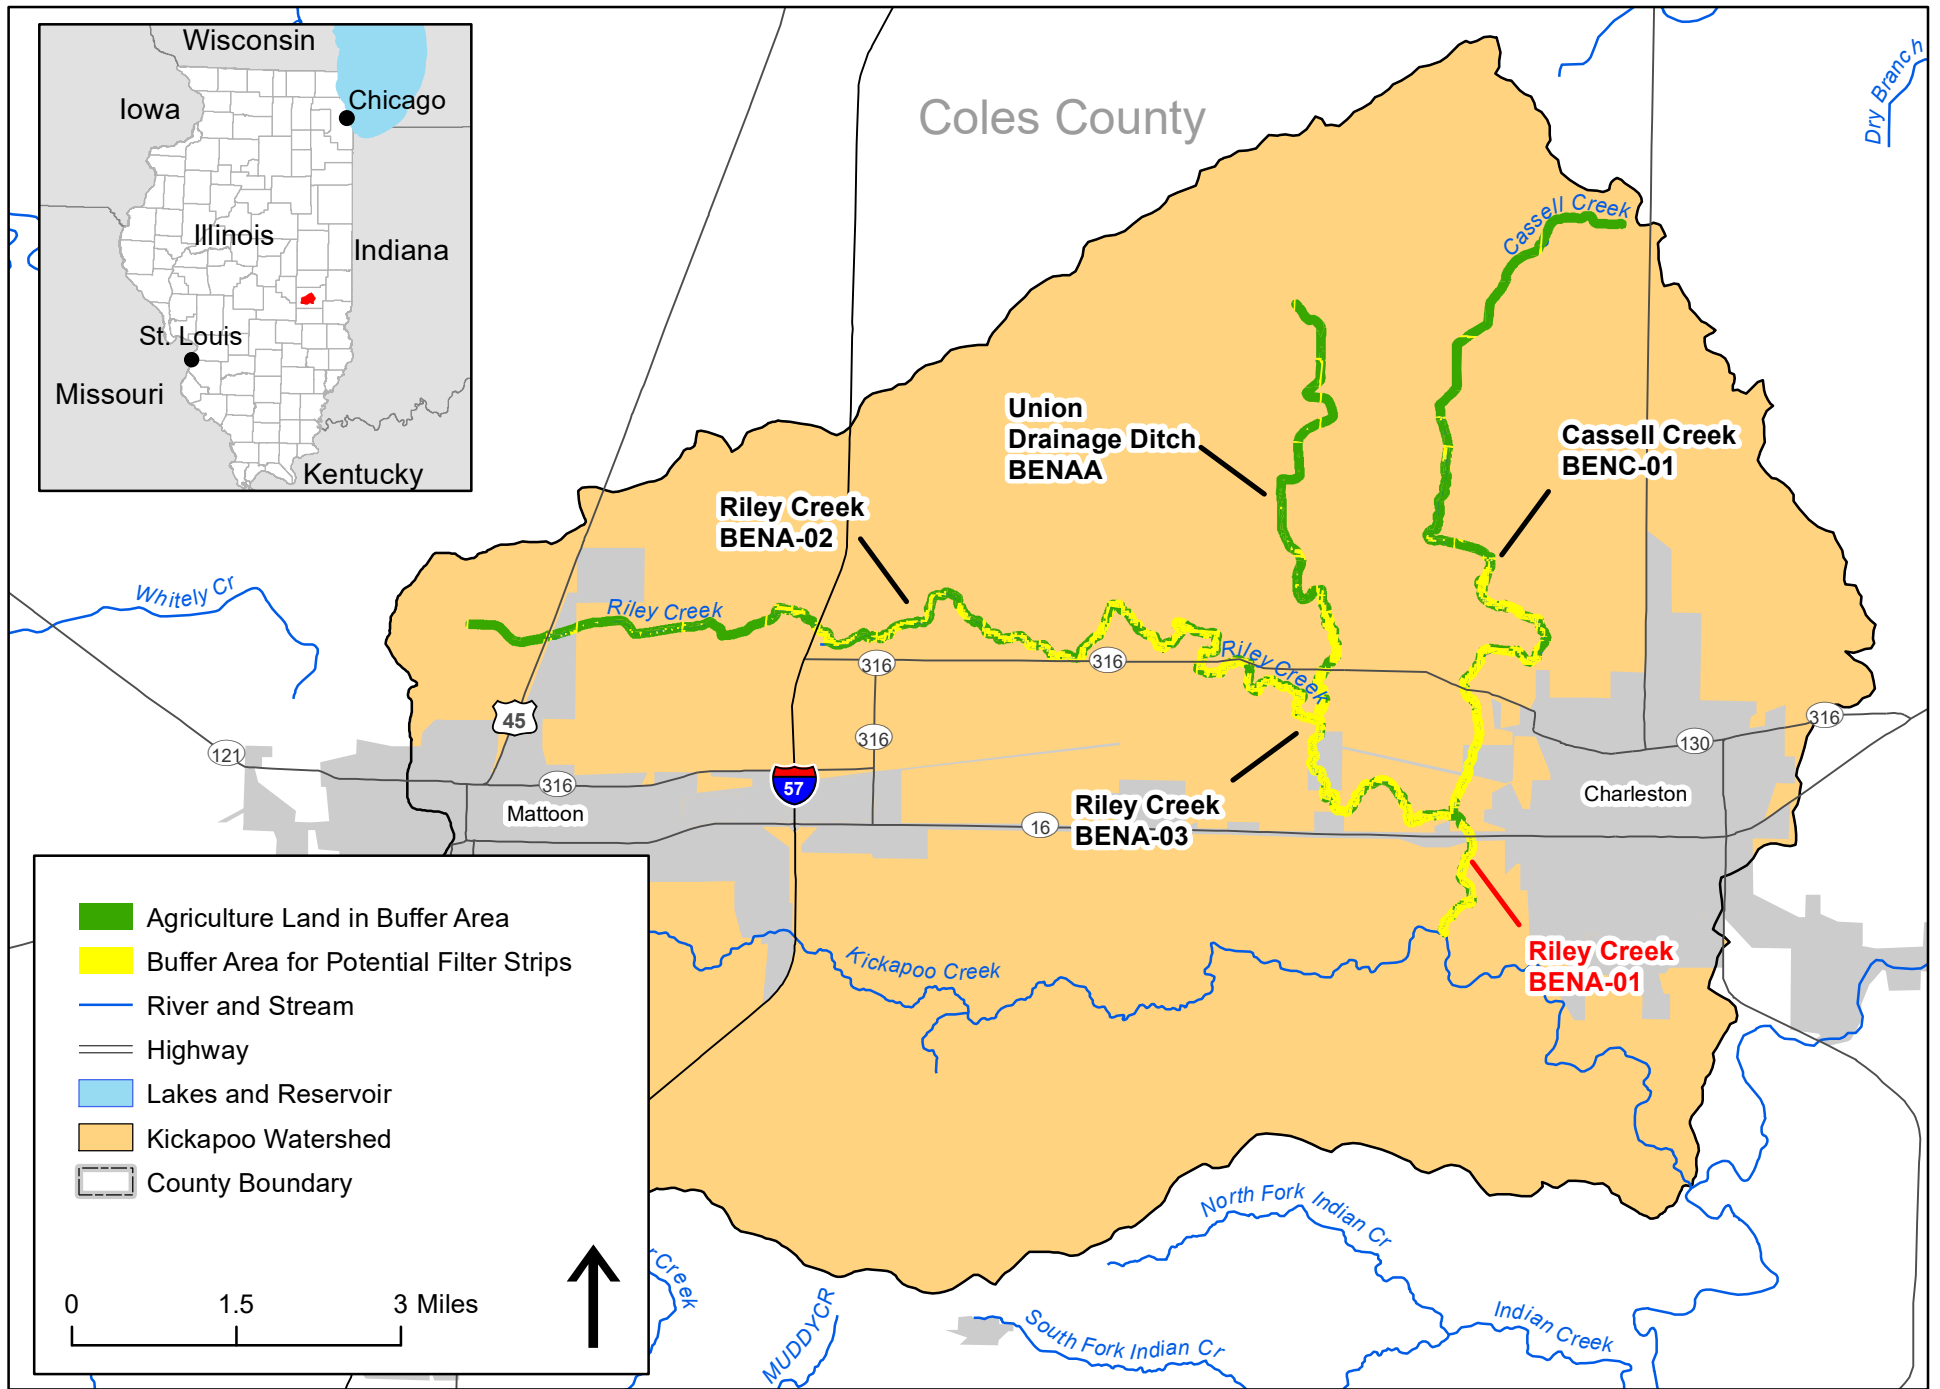 Wisconsin
Iowa
Chicago
Illinois
Indiana
St. Louis
Missouri
Kentucky
Coles County
Dry Branch
Cassell Creek
Union
Drainage Ditch
BENAA
Cassell Creek
BENC-01
Riley Creek
BENA-02
Whitely Cr
Riley Creek
Riley Creek
316
316
45
316
316
121
130
57
316
Mattoon
Charleston
16
Riley Creek
BENA-03
Riley Creek
BENA-01
Kickapoo Creek
Agriculture Land in Buffer Area
Buffer Area for Potential Filter Strips
River and Stream
Highway
Lakes and Reservoir
Kickapoo Watershed
County Boundary
0 1.5 3 Miles
Creek
MUDDYCR
North Fork Indian Cr
South Fork Indian Cr
Indian Creek